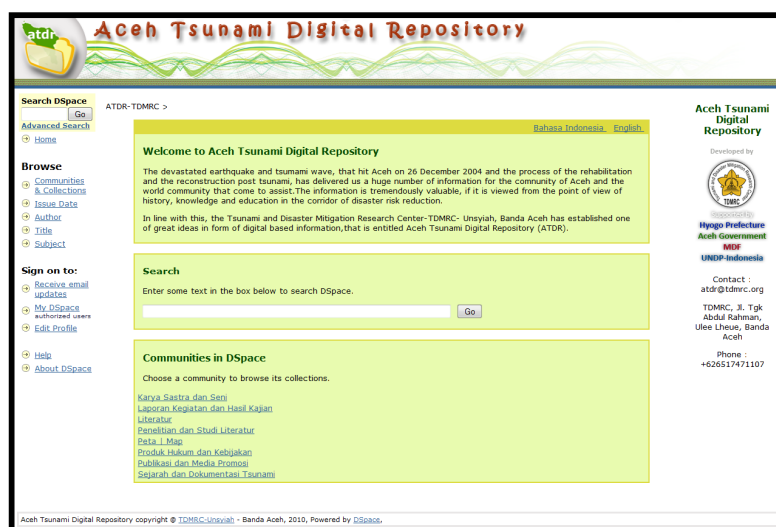 atdr
Aceh Tsunami Digital Repository
Search DSpace
Go
Advanced Search
Home
Browse
Communities
& Collections
Issue Date
Author
Title
Subject
Sign on to:
Receive email
updates
My DSpace
authorized users
Edit Profile
Help
About DSpace
ATDR-TDMRC >
Bahasa Indonesia English
Welcome to Aceh Tsunami Digital Repository
The devastated earthquake and tsumami wave, that hit Aceh on 26 December 2004 and the process of the rehabilitation
and the reconstruction post tsunami, has delivered us a huge number of information for the comnunity of Aceh and the
world community that come to assist.The information is tremendously valuable, if it is viewed from the point of view of
history, knowledge and education in the corridor of disaster risk reduction.
In line with this, the Tsunami and Disaster Mitigation Research Center-TDMRC- Unsyiah, Banda Aceh has established one
of great ideas in form of digital based information,that is entitled Aceh Tsunami Digital Repository (ATDR).
Search
Enter some text in the box below to search DSpace.
Go
Communities in DSpace
Choose a community to browse its collections.
Karya Sastra dan Seni
Laporan Kegiatan dan Hasil Kajian
Literatur
Penelitian dan Studi Literatur
Peta | Map
Produk Hukum dan Kebijakan
Publikasi dan Media Promosi
Sejarah dan Dokumentasi Tsunami
Aceh Tsunami
Digital
Repository
Developed by
TDMRC
Supported by
Hyogo Prefecture
Aceh Government
MDF
UNDP-Indonesia
Contact :
atdr@tdmrc.org
TDMRC, Jl. Tgk
Abdul Rahman,
Ulee Lheue, Banda
Aceh
Phone :
+626517471107
Aceh Tsunami Digital Repository copyright © TDMRC-Unsyiah - Banda Aceh, 2010, Powered by DSpace.